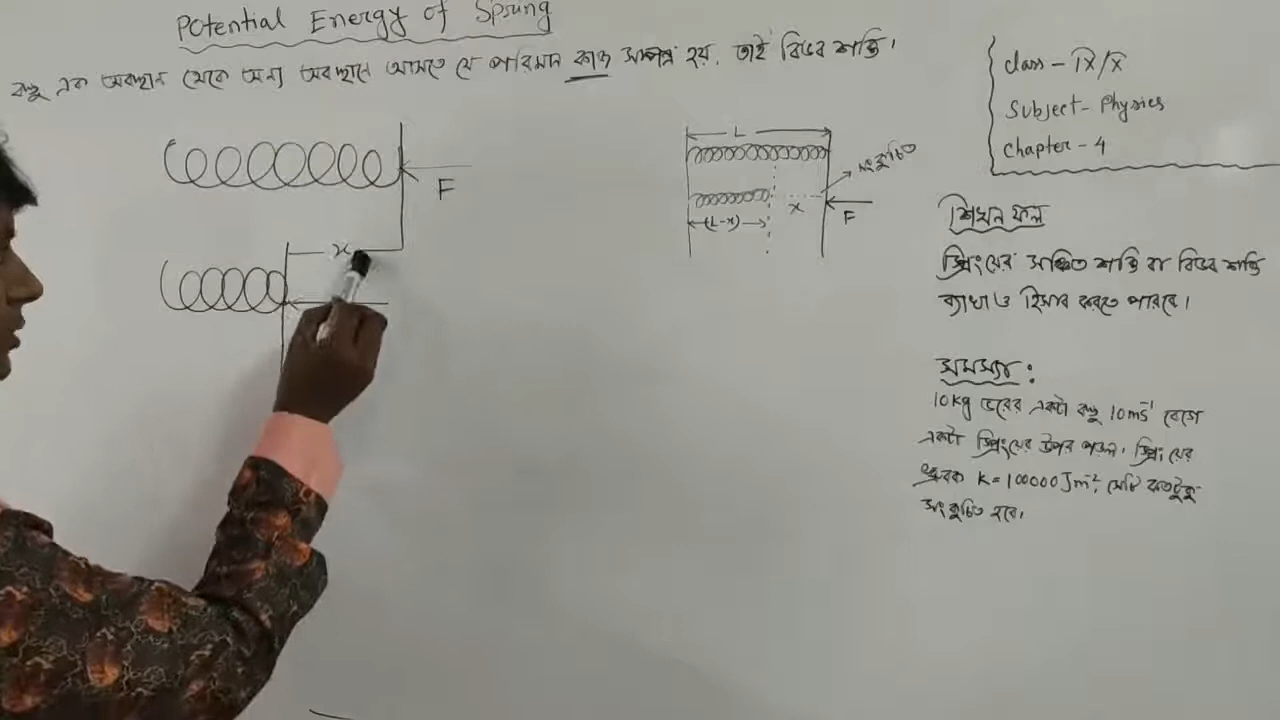 Potential Energy of Spring
বস্তু এক অবস্থান থেকে অন্য অবস্থানে আসতে যে পরিমান কাজ সম্পন্ন হয়, তাই বিভব শক্তি।
class - IX/X
Subject - Physics
Chapter - 4
F
x
L
সংকুচিত
(L-x)
x
F
শিখন ফল
স্প্রিংয়ের সঞ্চিত শক্তি বা বিভব শক্তি
ব্যাখা ও হিসাব করতে পারবে।
সমস্যা :
10kg ভরের একটা বস্তু 10ms⁻¹ বেগে
একটা স্প্রিংয়ের উপর পড়ল। স্প্রিংয়ের
ধ্রুবক K = 100000 Jm⁻², সেটি কতটুকু
সংকুচিত হবে।